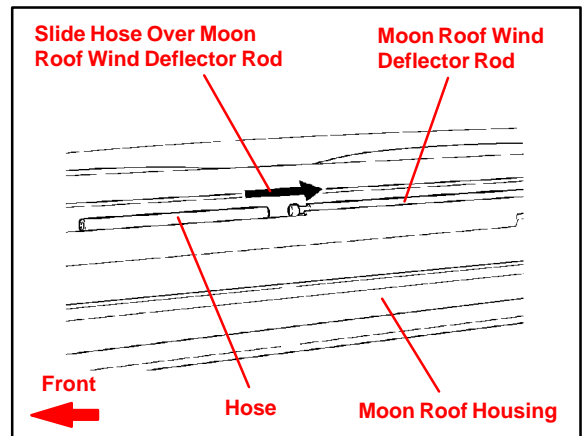 Slide Hose Over Moon
Roof Wind Deflector Rod
Moon Roof Wind
Deflector Rod
Front
Hose
Moon Roof Housing